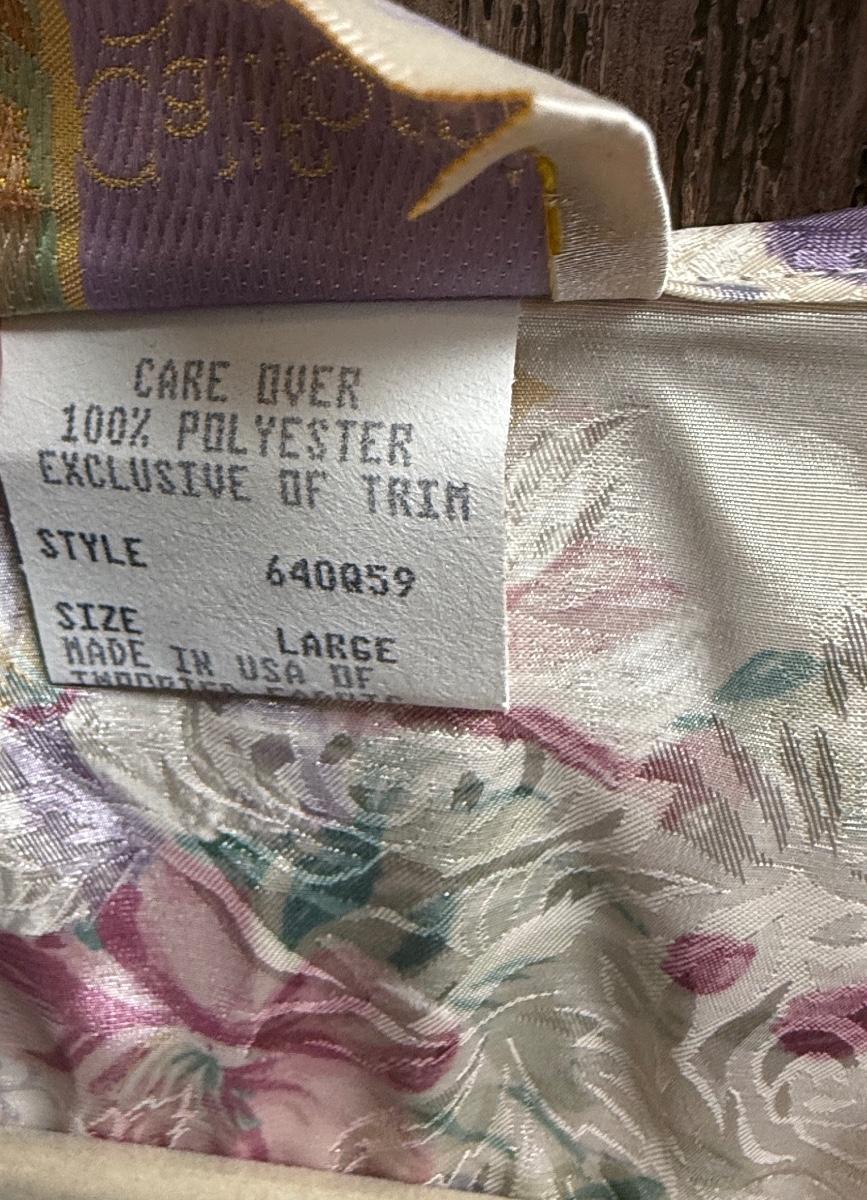 CARE OVER
100% POLYESTER
EXCLUSIVE OF TRIM
STYLE 640Q59
SIZE LARGE
MADE IN USA OF